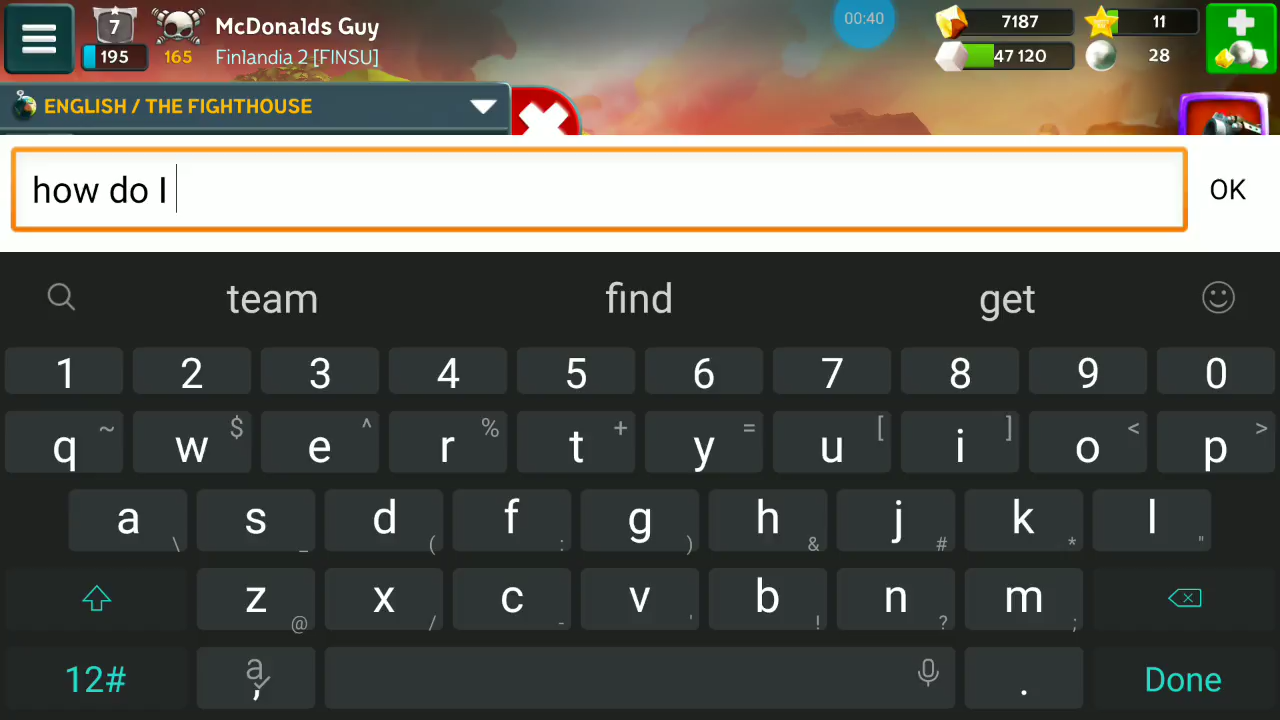 7
McDonalds Guy
195
165
Finlandia 2 [FINSU]
00:40
7187
11
47 120
28
ENGLISH / THE FIGHTHOUSE
how do I
OK
team find get
1 2 3 4 5 6 7 8 9 0
q ~ w $ e ^ r % t + y = u [ i ] o < p >
a \ s _ d ( f : g ) h & j # k * l "
z @ x / c - v ' b ! n ? m ;
12# a , . Done